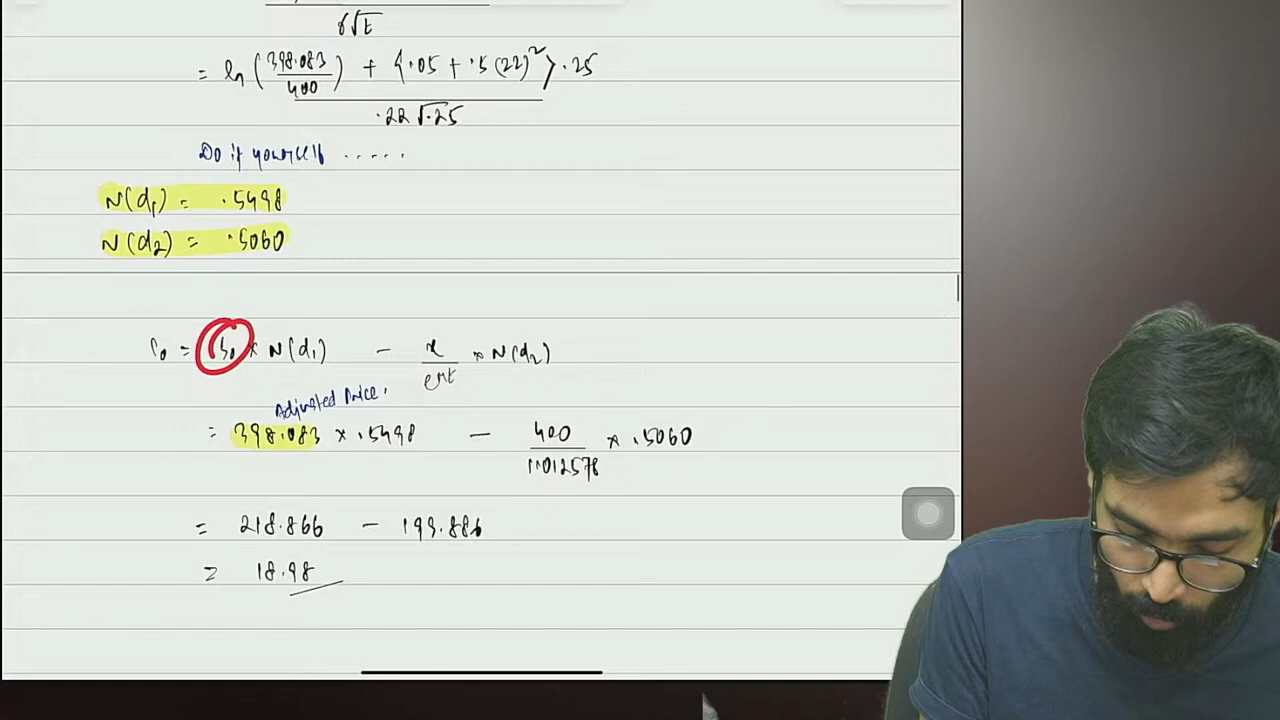 6√t
= ln (398.083/400) + {.05 + .5(22)²}.25
.22√.25
Do it yourself ......
N(d₁) = .5498
N(d₂) = .5060
C₀ = S₀ × N(d₁) - x/e^rt × N(d₂)
Adjusted Price.
= 398.083 × .5498 - 400/1.012578 × .5060
= 218.866 - 199.886
= 18.98